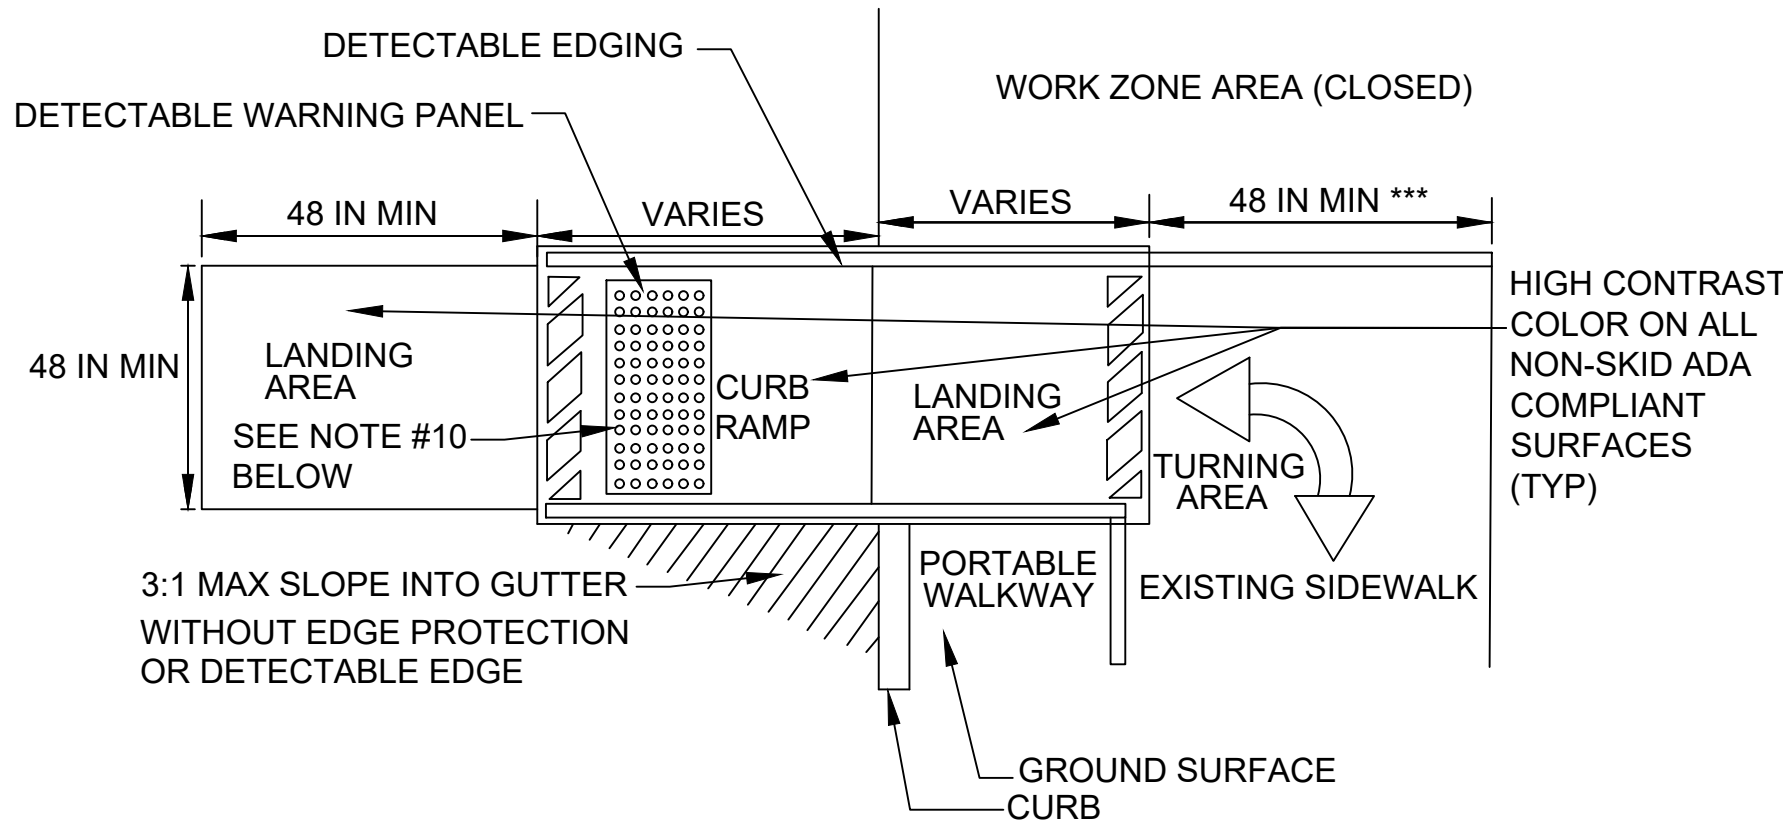 DETECTABLE EDGING
WORK ZONE AREA (CLOSED)
DETECTABLE WARNING PANEL
48 IN MIN
VARIES
VARIES
48 IN MIN ***
48 IN MIN
LANDING
AREA
SEE NOTE #10
BELOW
CURB
RAMP
LANDING
AREA
TURNING
AREA
HIGH CONTRAST
COLOR ON ALL
NON-SKID ADA
COMPLIANT
SURFACES
(TYP)
3:1 MAX SLOPE INTO GUTTER
WITHOUT EDGE PROTECTION
OR DETECTABLE EDGE
PORTABLE
WALKWAY
EXISTING SIDEWALK
GROUND SURFACE
CURB